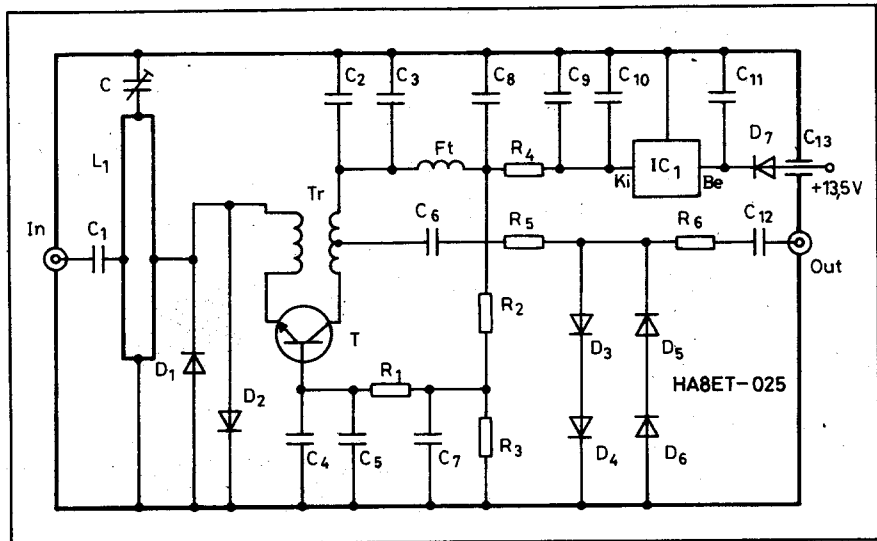 C
C₂
C₃
C₈
C₉
C₁₀
C₁₁
L₁
Ft
R₄
IC₁
D₇
C₁₃
Ki
Be
+13,5V
In
C₁
Tr
C₆
R₅
R₆
C₁₂
Out
T
R₂
D₃
D₅
D₁
D₂
R₁
HA8ET-025
C₄
C₅
C₇
R₃
D₄
D₆